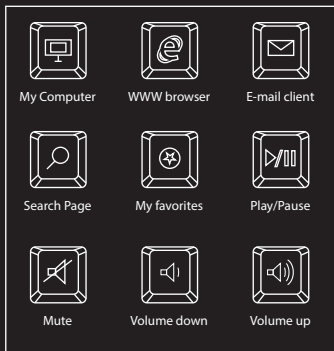 My Computer WWW browser E-mail client
Search Page My favorites Play/Pause
Mute Volume down Volume up